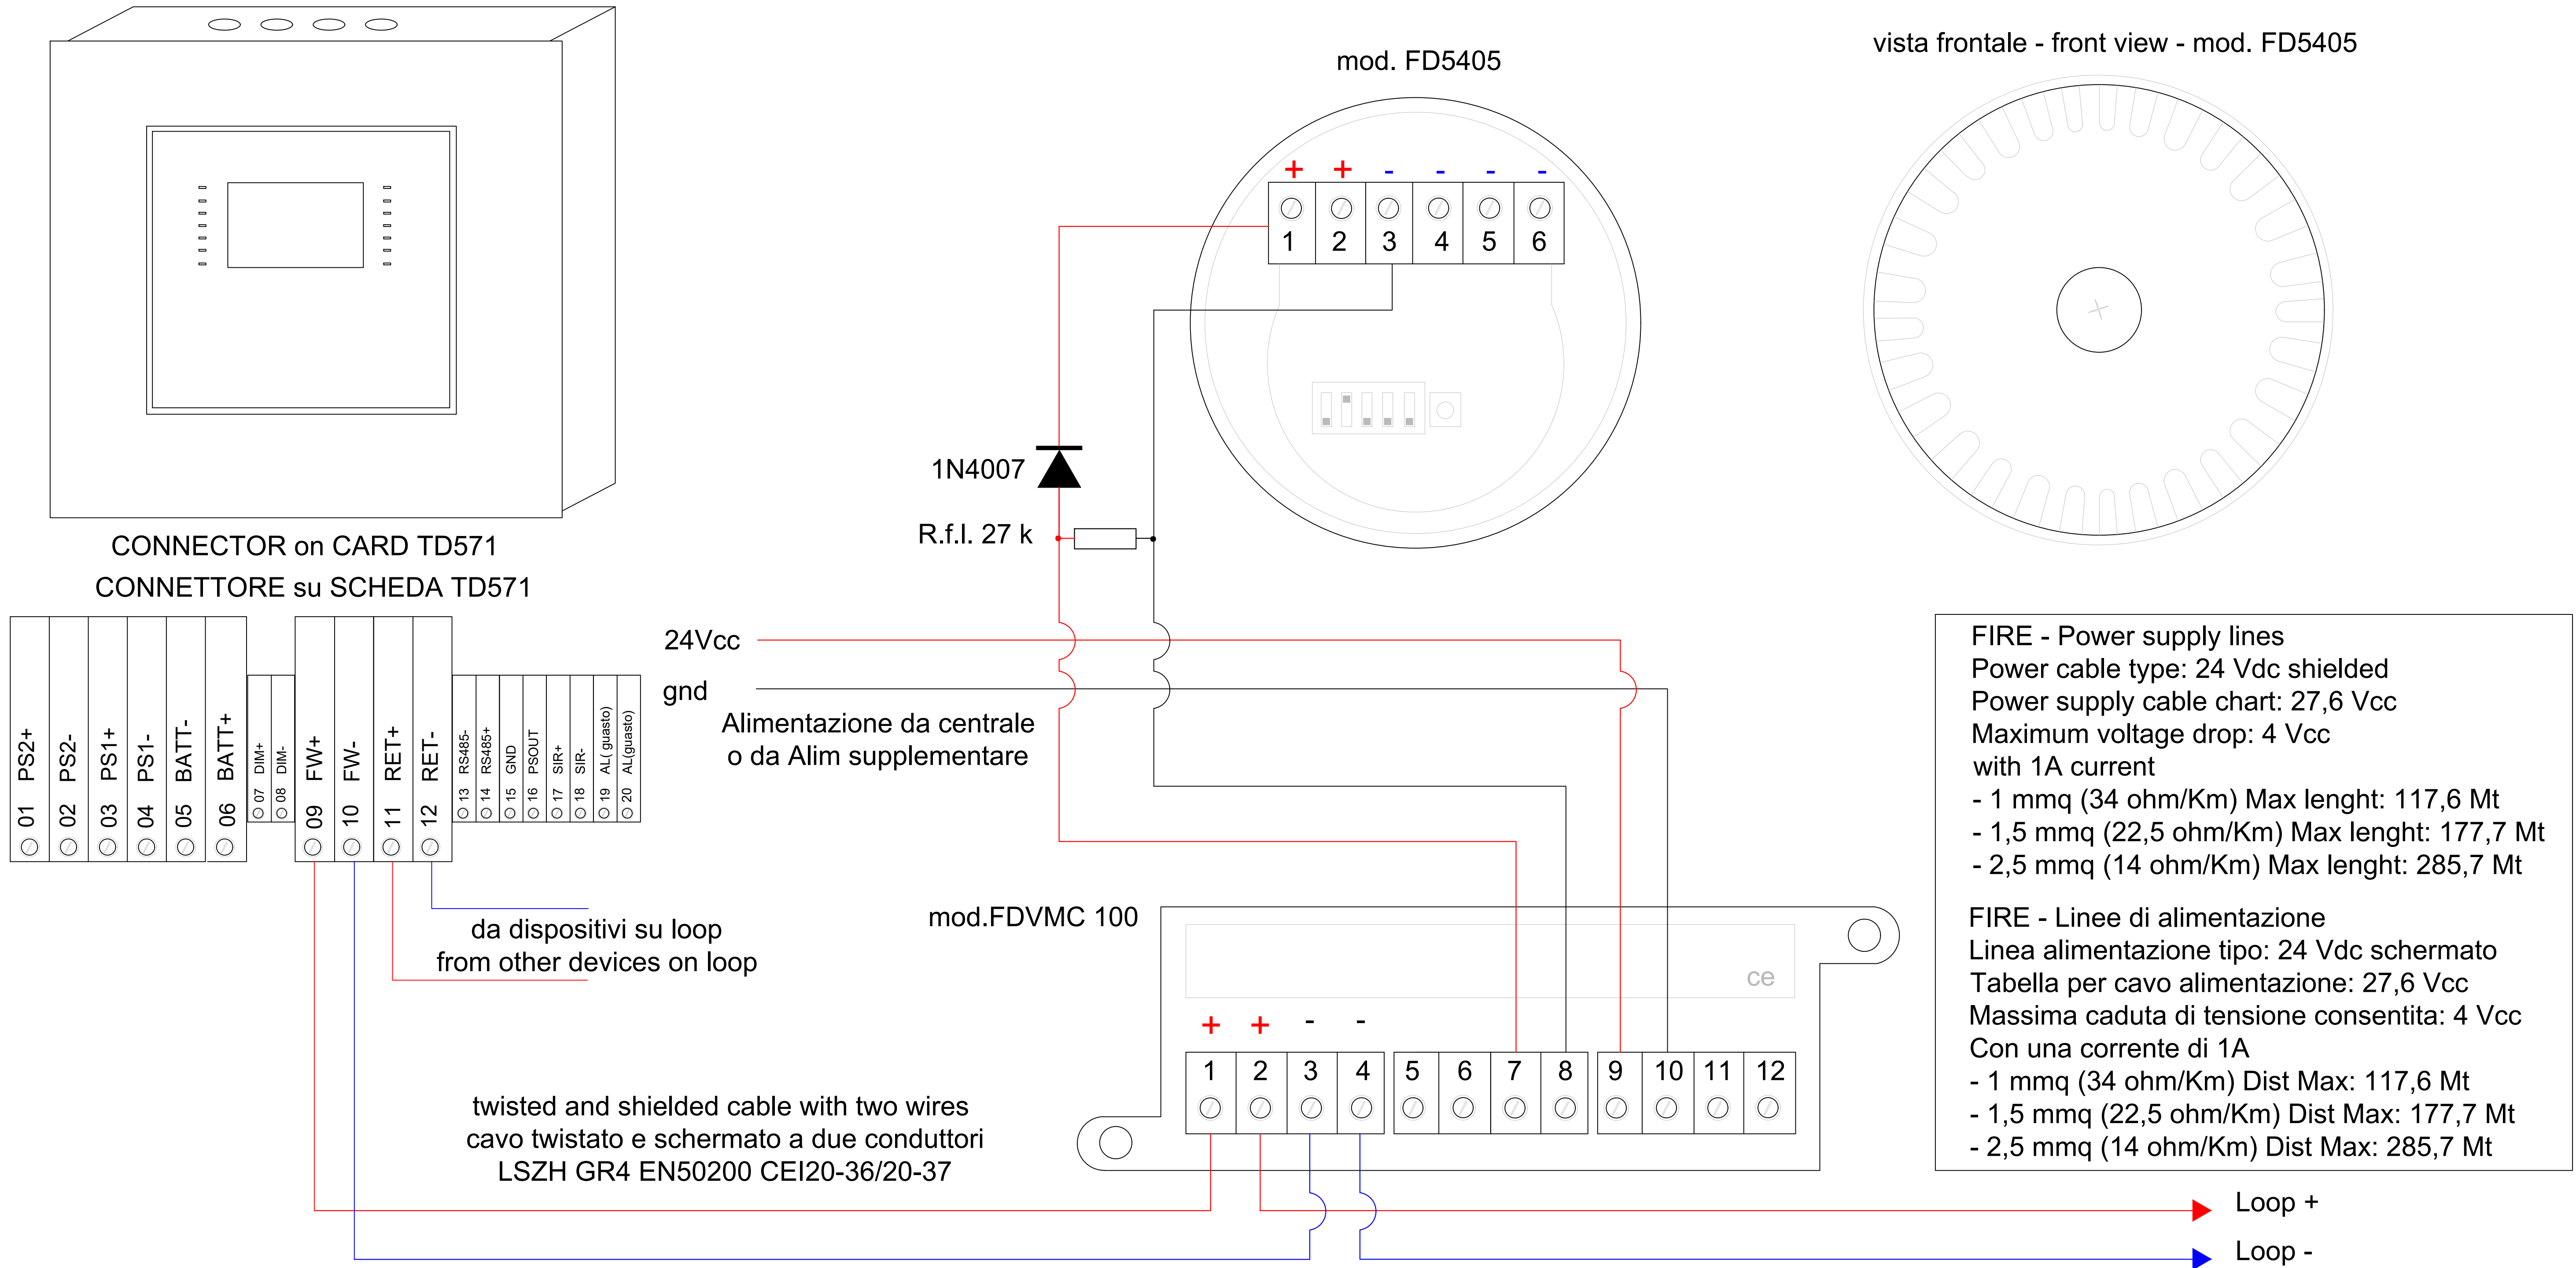 vista frontale - front view - mod. FD5405
mod. FD5405
+ + - - - -
1 2 3 4 5 6
1N4007
R.f.l. 27 k
CONNECTOR on CARD TD571
CONNETTORE su SCHEDA TD571
01 PS2+
02 PS2-
03 PS1+
04 PS1-
05 BATT-
06 BATT+
07 DIM+
08 DIM-
09 FW+
10 FW-
11 RET+
12 RET-
13 RS485-
14 RS485+
15 GND
16 PSOUT
17 SIR+
18 SIR-
19 AL( guasto)
20 AL(guasto)
24Vcc
gnd
Alimentazione da centrale
o da Alim supplementare
da dispositivi su loop
from other devices on loop
mod.FDVMC 100
ce
+ + - -
1 2 3 4 5 6 7 8 9 10 11 12
twisted and shielded cable with two wires
cavo twistato e schermato a due conduttori
LSZH GR4 EN50200 CEI20-36/20-37
FIRE - Power supply lines
Power cable type: 24 Vdc shielded
Power supply cable chart: 27,6 Vcc
Maximum voltage drop: 4 Vcc
with 1A current
- 1 mmq (34 ohm/Km) Max lenght: 117,6 Mt
- 1,5 mmq (22,5 ohm/Km) Max lenght: 177,7 Mt
- 2,5 mmq (14 ohm/Km) Max lenght: 285,7 Mt
FIRE - Linee di alimentazione
Linea alimentazione tipo: 24 Vdc schermato
Tabella per cavo alimentazione: 27,6 Vcc
Massima caduta di tensione consentita: 4 Vcc
Con una corrente di 1A
- 1 mmq (34 ohm/Km) Dist Max: 117,6 Mt
- 1,5 mmq (22,5 ohm/Km) Dist Max: 177,7 Mt
- 2,5 mmq (14 ohm/Km) Dist Max: 285,7 Mt
Loop +
Loop -